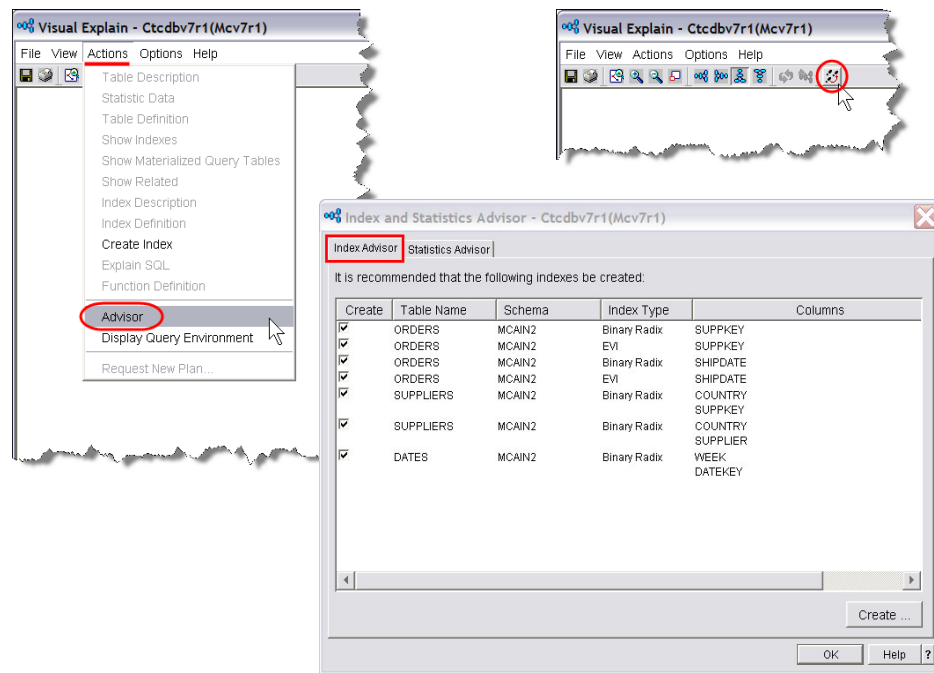 Visual Explain - Ctcdbv7r1(Mcv7r1)
File View Actions Options Help
Table Description
Statistic Data
Table Definition
Show Indexes
Show Materialized Query Tables
Show Related
Index Description
Index Definition
Create Index
Explain SQL
Function Definition
Advisor
Display Query Environment
Request New Plan...
Visual Explain - Ctcdbv7r1(Mcv7r1)
File View Actions Options Help
Index and Statistics Advisor - Ctcdbv7r1(Mcv7r1)
Index Advisor Statistics Advisor
It is recommended that the following indexes be created:
Create Table Name Schema Index Type Columns
ORDERS MCAIN2 Binary Radix SUPPKEY
ORDERS MCAIN2 EVI SUPPKEY
ORDERS MCAIN2 Binary Radix SHIPDATE
ORDERS MCAIN2 EVI SHIPDATE
SUPPLIERS MCAIN2 Binary Radix COUNTRY
SUPPKEY
SUPPLIERS MCAIN2 Binary Radix COUNTRY
SUPPLIER
DATES MCAIN2 Binary Radix WEEK
DATEKEY
Create ...
OK Help ?